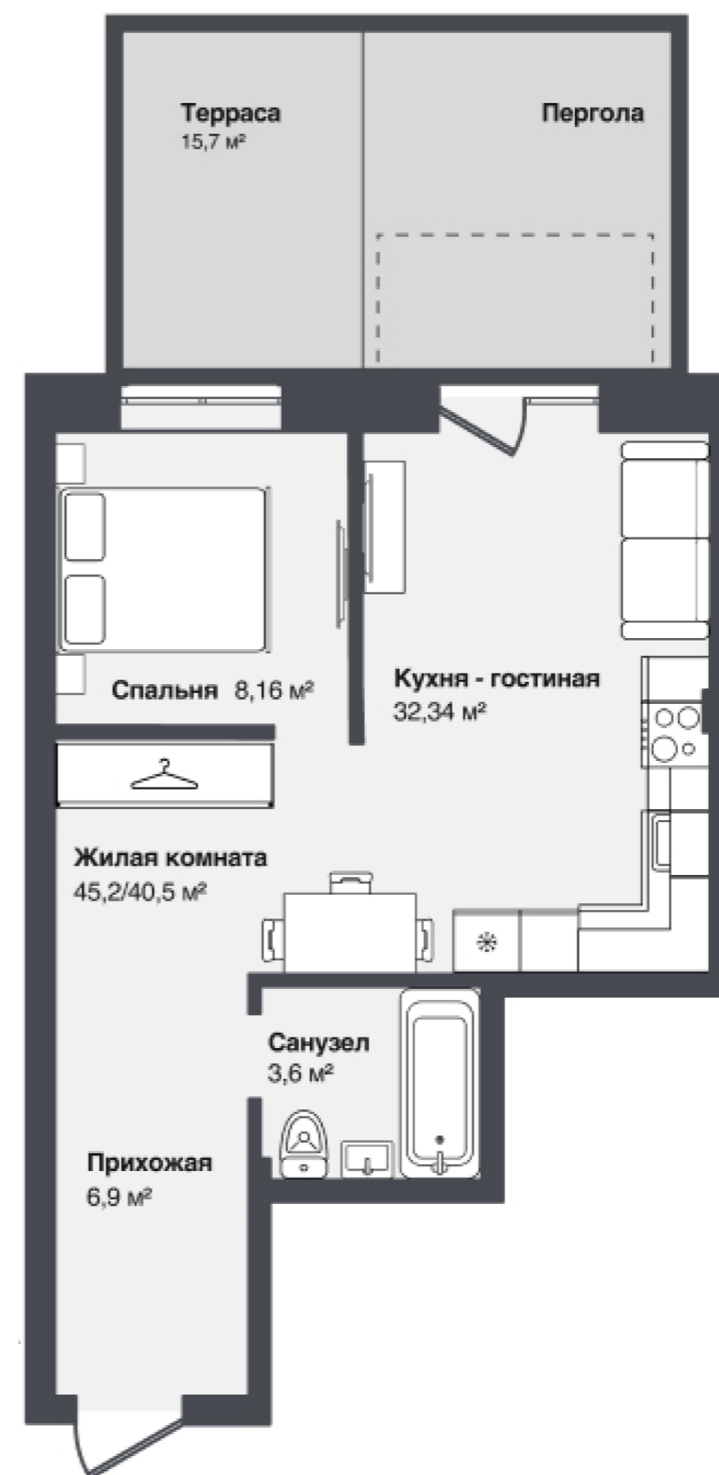 Терраса
15,7 м²
Пергола
Спальня 8,16 м²
Кухня - гостиная
32,34 м²
Жилая комната
45,2/40,5 м²
Санузел
3,6 м²
Прихожая
6,9 м²